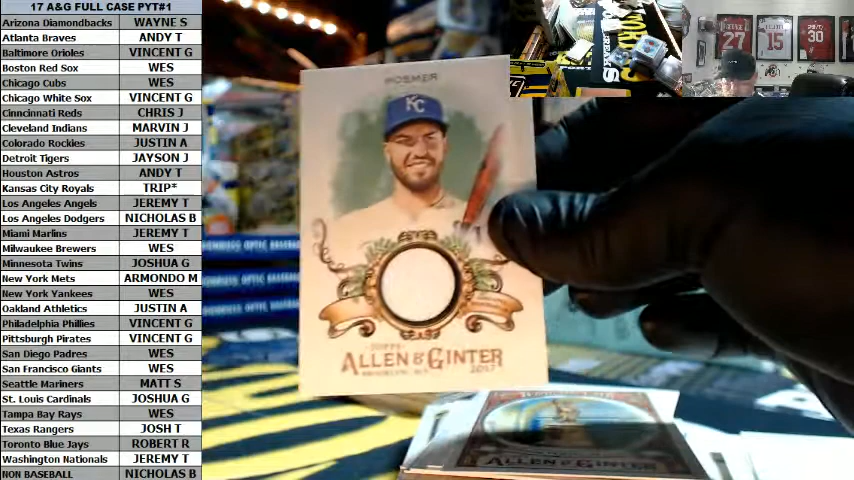 17 A&G FULL CASE PYT#1
Arizona Diamondbacks WAYNE S
Atlanta Braves ANDY T
Baltimore Orioles VINCENT G
Boston Red Sox WES
Chicago Cubs WES
Chicago White Sox VINCENT G
Cinncinati Reds CHRIS J
Cleveland Indians MARVIN J
Colorado Rockies JUSTIN A
Detroit Tigers JAYSON J
Houston Astros ANDY T
Kansas City Royals TRIP*
Los Angeles Angels JEREMY T
Los Angeles Dodgers NICHOLAS B
Miami Marlins JEREMY T
Milwaukee Brewers WES
Minnesota Twins JOSHUA G
New York Mets ARMONDO M
New York Yankees WES
Oakland Athletics JUSTIN A
Philadelphia Phillies VINCENT G
Pittsburgh Pirates VINCENT G
San Diego Padres WES
San Francisco Giants WES
Seattle Mariners MATT S
St. Louis Cardinals JOSHUA G
Tampa Bay Rays WES
Texas Rangers JOSH T
Toronto Blue Jays ROBERT R
Washington Nationals JEREMY T
NON BASEBALL NICHOLAS B
HOSMER
KC
TOPPS
ALLEN & GINTER
BROOKLYN, NY 2017
ALLEN & GINTER
27
15
30